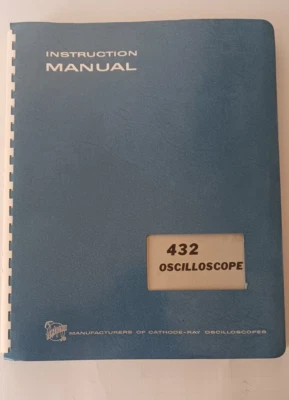 INSTRUCTION
MANUAL
432
OSCILLOSCOPE
MANUFACTURERS OF CATHODE-RAY OSCILLOSCOPES